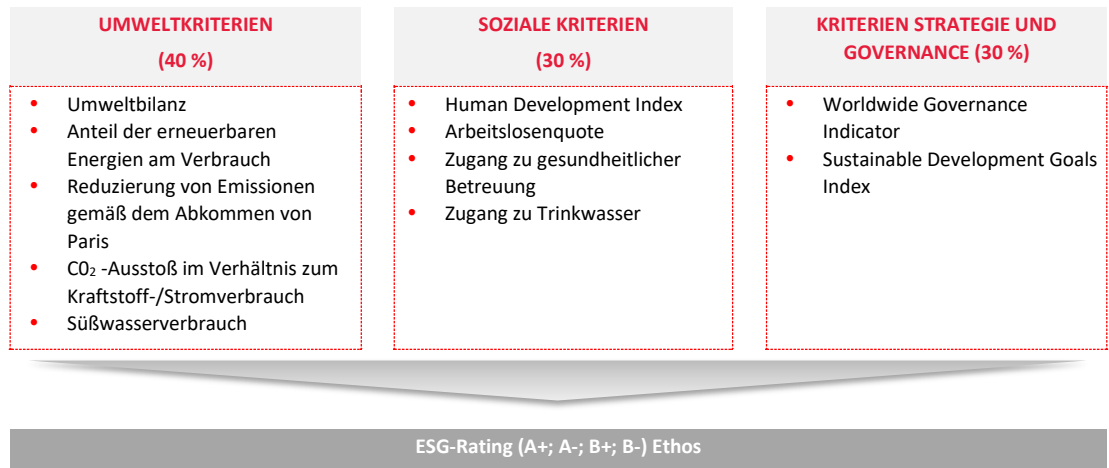 UMWELTKRITERIEN
(40 %)
• Umweltbilanz
• Anteil der erneuerbaren
Energien am Verbrauch
• Reduzierung von Emissionen
gemäß dem Abkommen von
Paris
• C0₂ -Ausstoß im Verhältnis zum
Kraftstoff-/Stromverbrauch
• Süßwasserverbrauch
SOZIALE KRITERIEN
(30 %)
• Human Development Index
• Arbeitslosenquote
• Zugang zu gesundheitlicher
Betreuung
• Zugang zu Trinkwasser
KRITERIEN STRATEGIE UND
GOVERNANCE (30 %)
• Worldwide Governance
Indicator
• Sustainable Development Goals
Index
ESG-Rating (A+; A-; B+; B-) Ethos